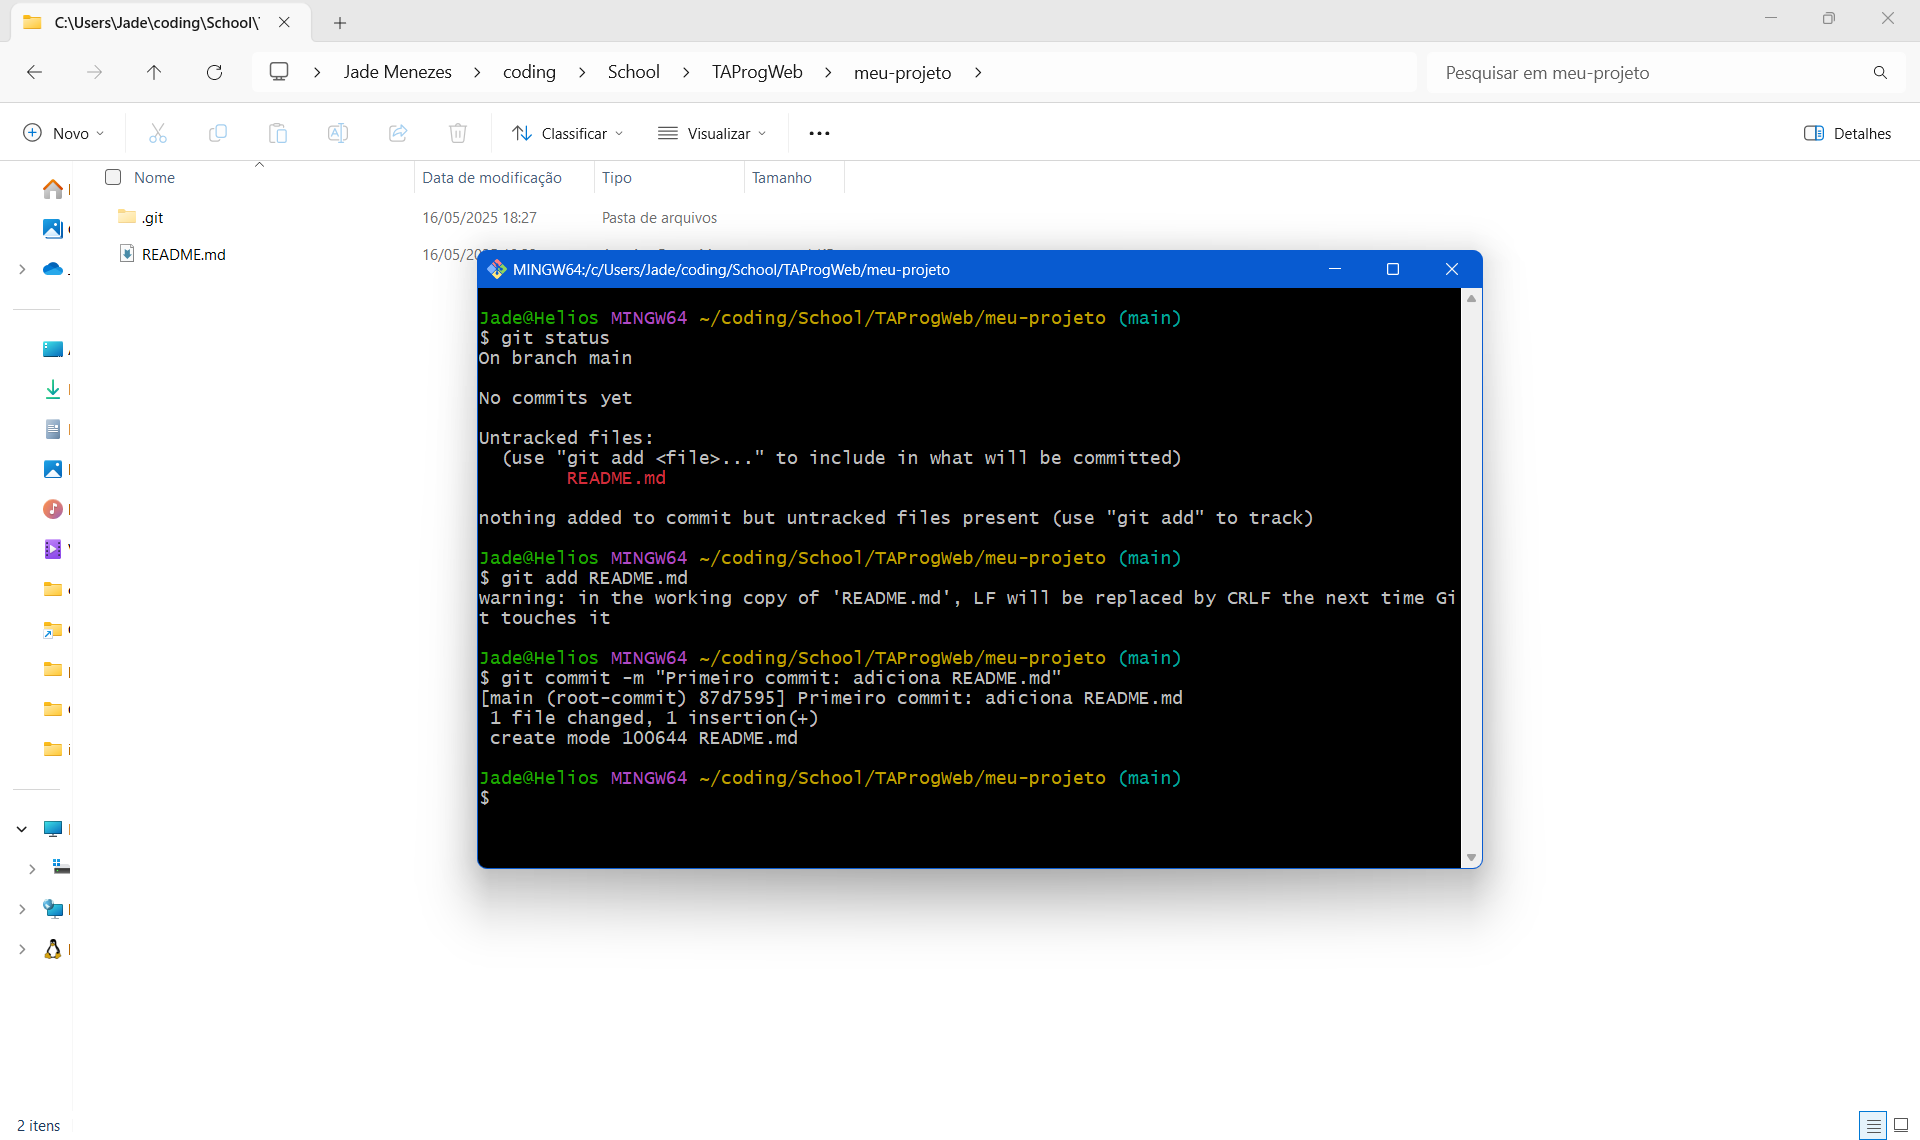 C:\Users\Jade\coding\School\
Jade Menezes > coding > School > TAProgWeb > meu-projeto >
Pesquisar em meu-projeto
Novo
Classificar
Visualizar
Detalhes
Nome
Data de modificação
Tipo
Tamanho
.git
16/05/2025 18:27
Pasta de arquivos
README.md
16/05/20
MINGW64:/c/Users/Jade/coding/School/TAProgWeb/meu-projeto
Jade@Helios MINGW64 ~/coding/School/TAProgWeb/meu-projeto (main)
$ git status
On branch main
No commits yet
Untracked files:
(use "git add <file>..." to include in what will be committed)
README.md
nothing added to commit but untracked files present (use "git add" to track)
Jade@Helios MINGW64 ~/coding/School/TAProgWeb/meu-projeto (main)
$ git add README.md
warning: in the working copy of 'README.md', LF will be replaced by CRLF the next time Gi
t touches it
Jade@Helios MINGW64 ~/coding/School/TAProgWeb/meu-projeto (main)
$ git commit -m "Primeiro commit: adiciona README.md"
[main (root-commit) 87d7595] Primeiro commit: adiciona README.md
1 file changed, 1 insertion(+)
create mode 100644 README.md
Jade@Helios MINGW64 ~/coding/School/TAProgWeb/meu-projeto (main)
$
2 itens